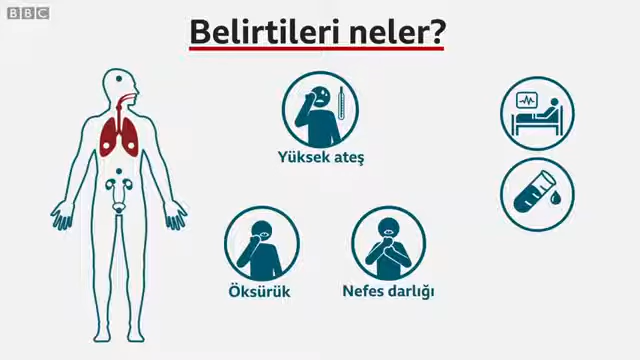 BBC
Belirtileri neler?
Yüksek ateş
Öksürük
Nefes darlığı